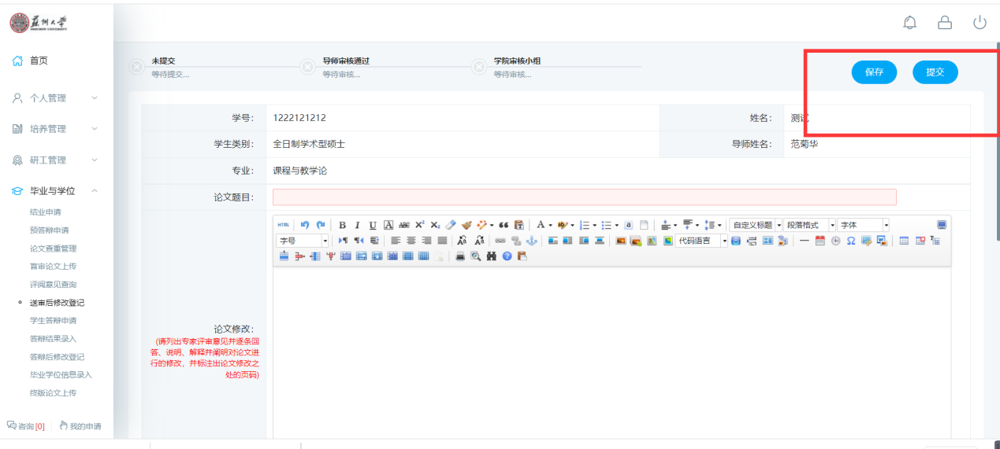 蘇州大學
SOOCHOW UNIVERSITY
首页
个人管理
培养管理
研工管理
毕业与学位
结业申请
预答辩申请
论文查重管理
盲审论文上传
评阅意见查询
送审后修改登记
学生答辩申请
答辩结果录入
答辩后修改登记
毕业学位信息录入
终版论文上传
咨询[0]
我的申请
未提交
等待提交...
导师审核通过
等待审核...
学院审核小组
等待审核...
保存
提交
学号: 1222121212
姓名: 测试
学生类别: 全日制学术型硕士
导师姓名: 范菊华
专业: 课程与教学论
论文题目:
论文修改:
(请列出专家评审意见并逐条回
答、说明、解释并阐明对论文进
行的修改，并标注出论文修改之
处的页码)
HTML B I U A ABC X² X₂ A a 自定义标题 段落格式 字体
字号 代码语言 Ω